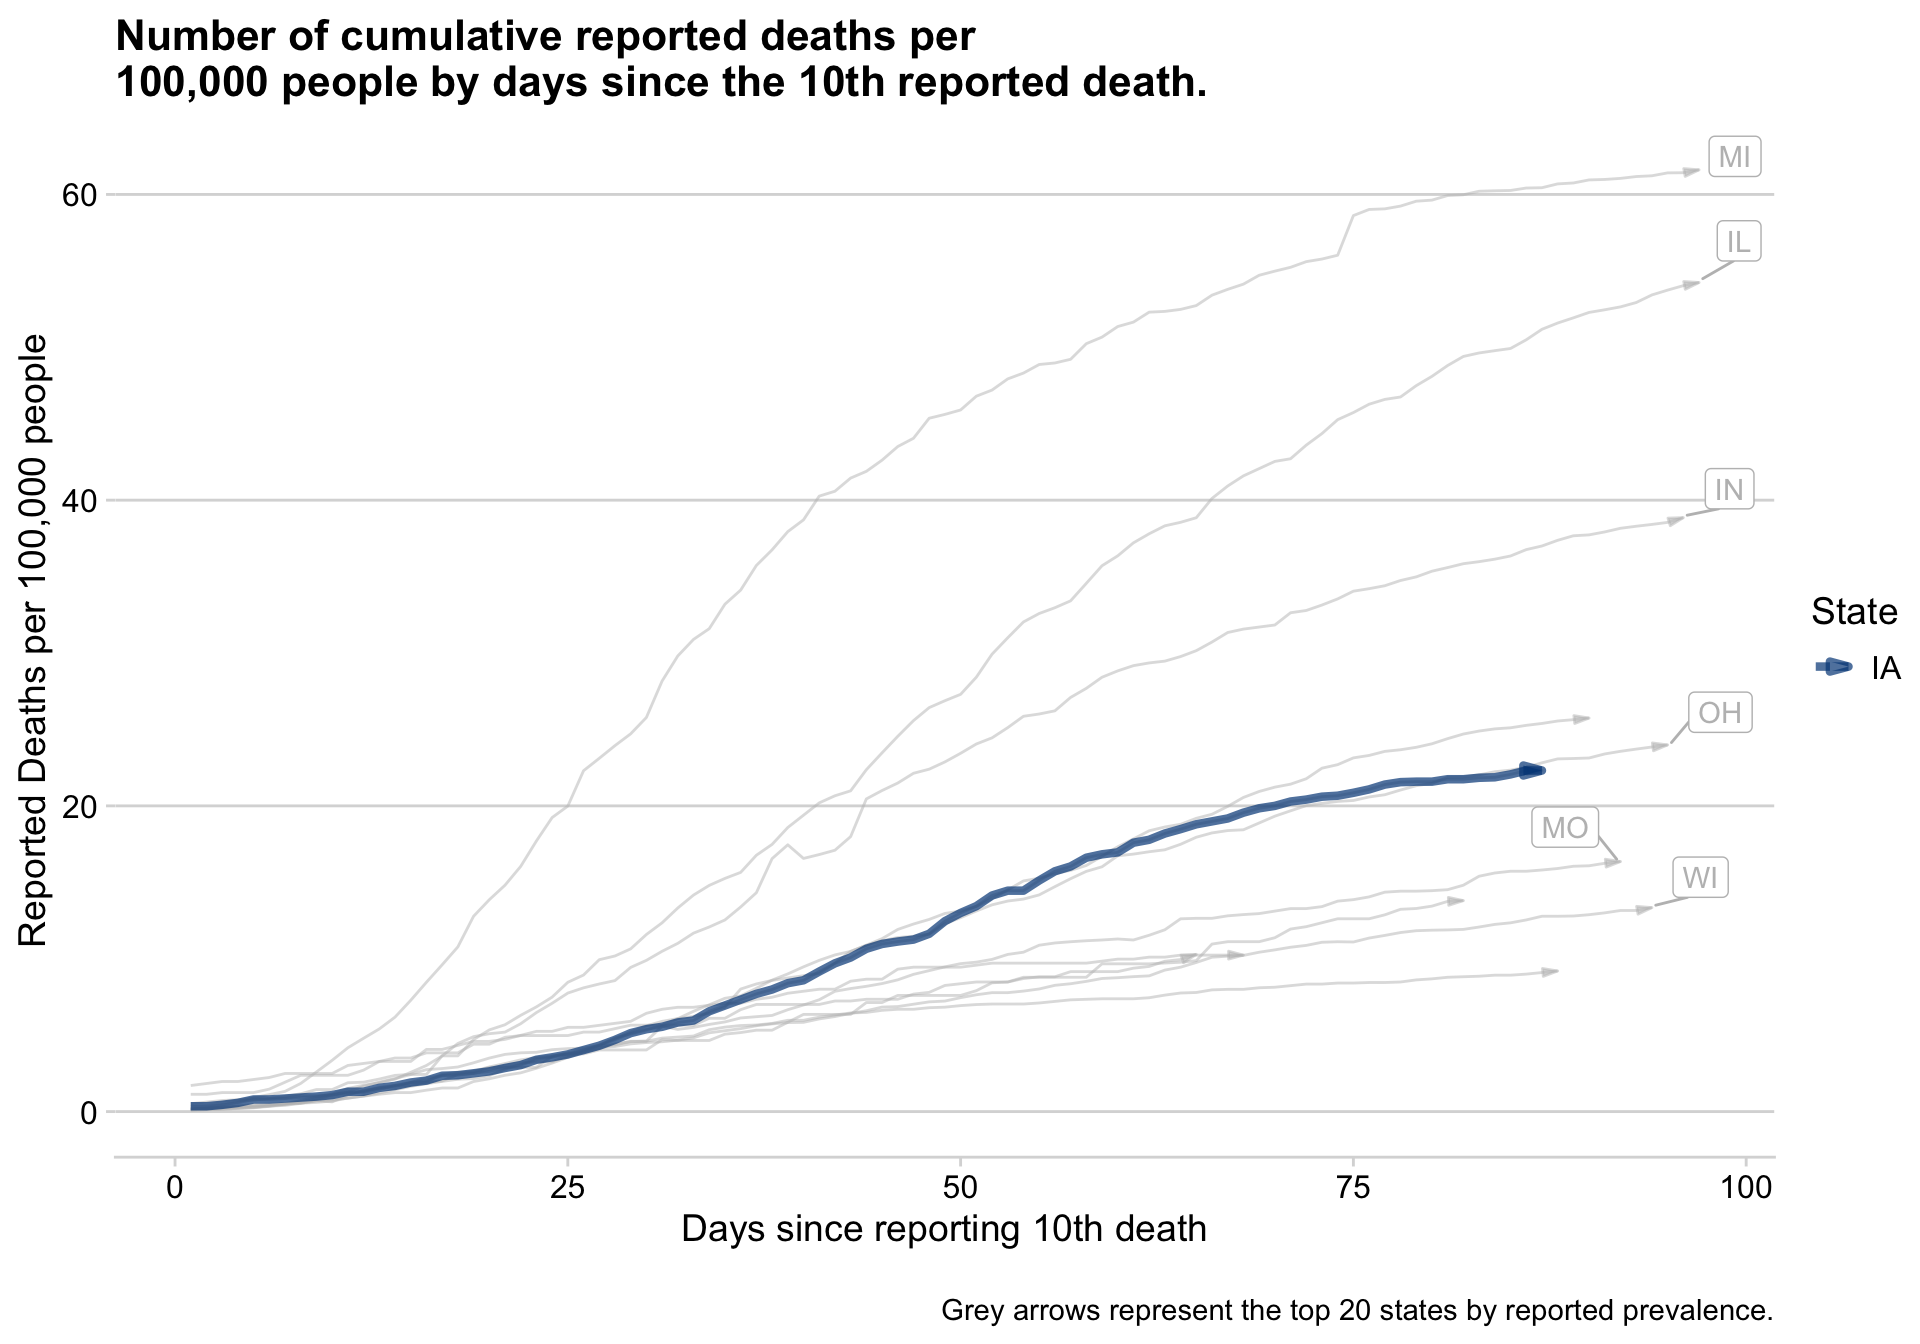 Number of cumulative reported deaths per
100,000 people by days since the 10th reported death.
MI
IL
IN
OH
MO
WI
60
40
20
0
Reported Deaths per 100,000 people
0 25 50 75 100
Days since reporting 10th death
State
IA
Grey arrows represent the top 20 states by reported prevalence.